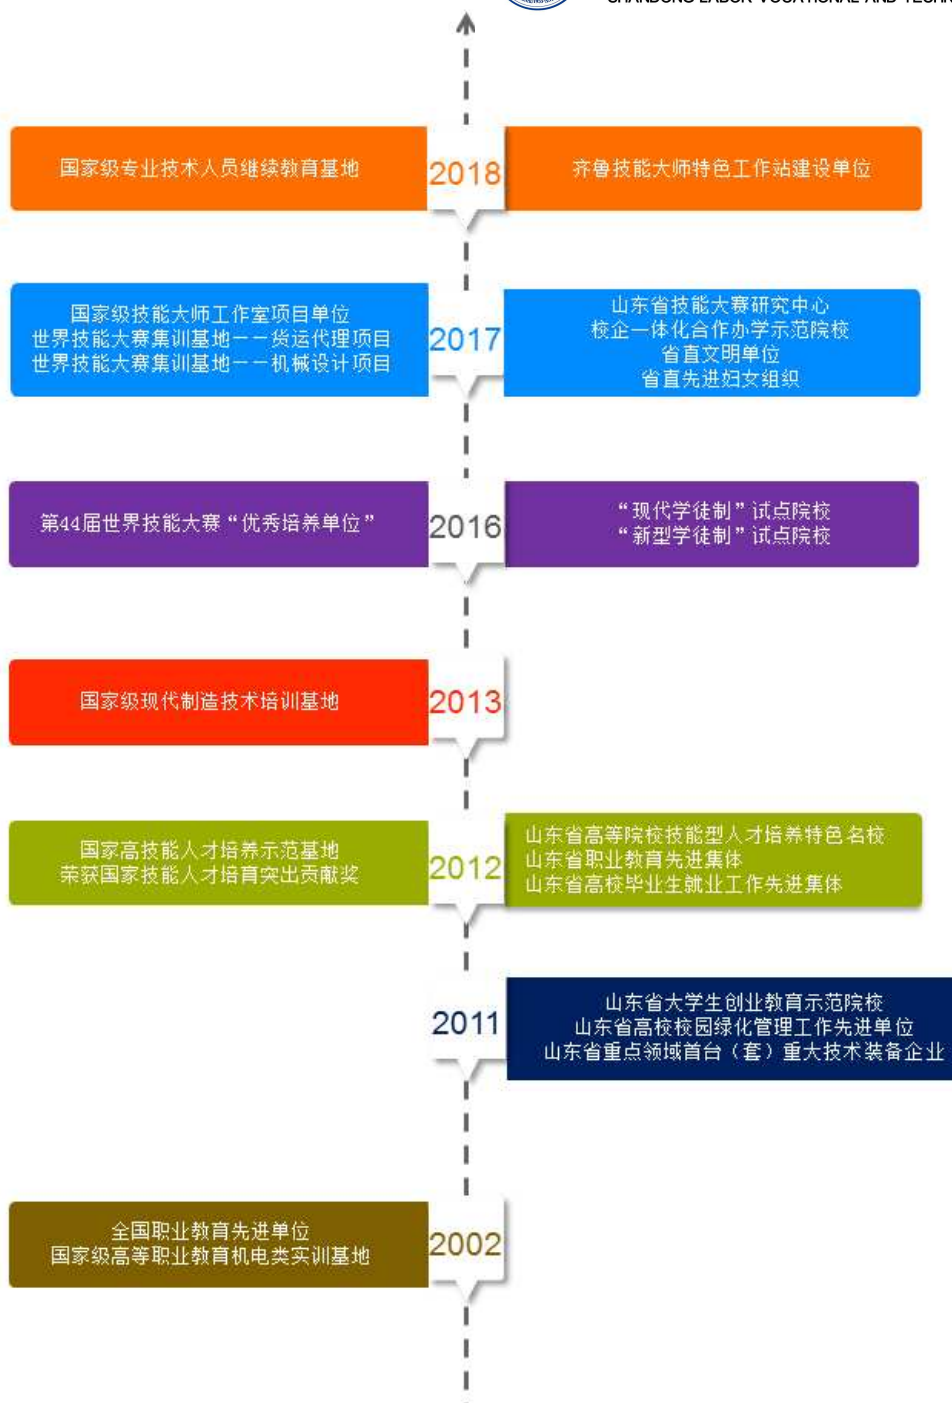 SHANDONG LABOR VOCATIONAL AND
国家级专业技术人员继续教育基地
2018
齐鲁技能大师特色工作站建设单位
国家级技能大师工作室项目单位
世界技能大赛集训基地——货运代理项目
世界技能大赛集训基地——机械设计项目
2017
山东省技能大赛研究中心
校企一体化合作办学示范院校
省直文明单位
省直先进妇女组织
第44届世界技能大赛“优秀培养单位”
2016
“现代学徒制”试点院校
“新型学徒制”试点院校
国家级现代制造技术培训基地
2013
国家高技能人才培养示范基地
荣获国家技能人才培育突出贡献奖
2012
山东省高等院校技能型人才培养特色名校
山东省职业教育先进集体
山东省高校毕业生就业工作先进集体
2011
山东省大学生创业教育示范院校
山东省高校校园绿化管理工作先进单位
山东省重点领域首台（套）重大技术装备企业
全国职业教育先进单位
国家级高等职业教育机电类实训基地
2002